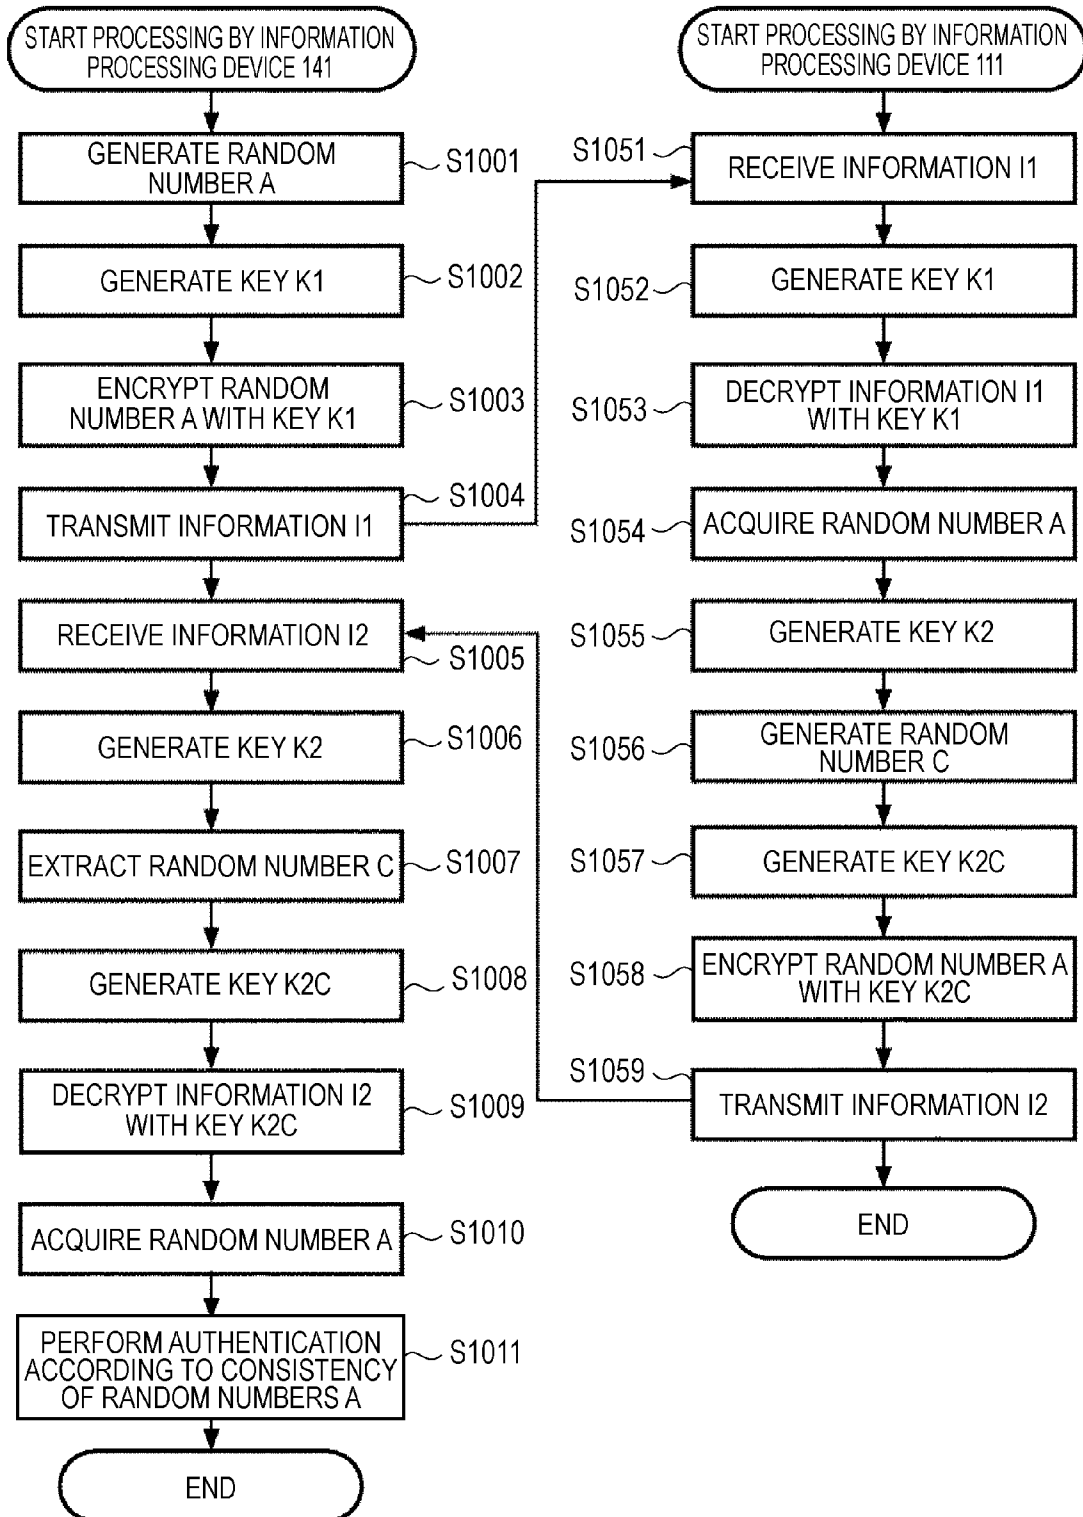 START PROCESSING BY INFORMATION
PROCESSING DEVICE 141
GENERATE RANDOM
NUMBER A
S1001
GENERATE KEY K1
S1002
ENCRYPT RANDOM
NUMBER A WITH KEY K1
S1003
TRANSMIT INFORMATION I1
S1004
RECEIVE INFORMATION I2
S1005
GENERATE KEY K2
S1006
EXTRACT RANDOM NUMBER C
S1007
GENERATE KEY K2C
S1008
DECRYPT INFORMATION I2
WITH KEY K2C
S1009
ACQUIRE RANDOM NUMBER A
S1010
PERFORM AUTHENTICATION
ACCORDING TO CONSISTENCY
OF RANDOM NUMBERS A
S1011
END
START PROCESSING BY INFORMATION
PROCESSING DEVICE 111
S1051
RECEIVE INFORMATION I1
S1052
GENERATE KEY K1
S1053
DECRYPT INFORMATION I1
WITH KEY K1
S1054
ACQUIRE RANDOM NUMBER A
S1055
GENERATE KEY K2
S1056
GENERATE RANDOM
NUMBER C
S1057
GENERATE KEY K2C
S1058
ENCRYPT RANDOM NUMBER A
WITH KEY K2C
S1059
TRANSMIT INFORMATION I2
END